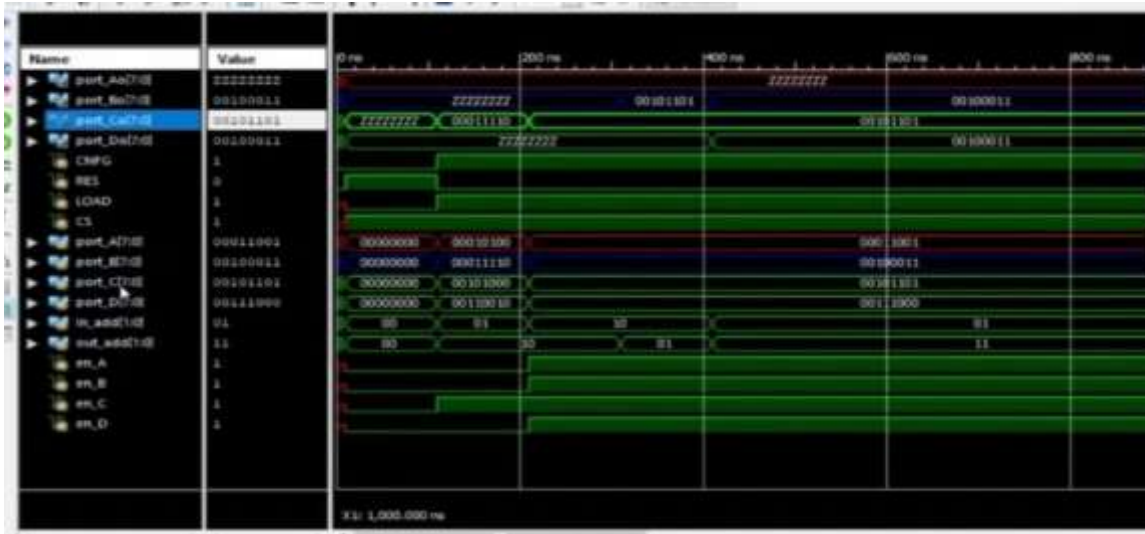 Name Value 0 ns 200 ns 400 ns 600 ns 800 ns
port_Ao[7:0] ZZZZZZZZ ZZZZZZZZ
port_Bo[7:0] 00100011 ZZZZZZZZ 00101101 00100011
port_Co[7:0] 00101101 ZZZZZZZZ 00011110 00101101
port_Do[7:0] 00100011 ZZZZZZZZ 00100011
CNFG 1
RES 0
LOAD 1
CS 1
port_A[7:0] 00011001 00000000 00010100 00011001
port_B[7:0] 00100011 00000000 00011110 00100011
port_C[7:0] 00101101 00000000 00101000 00101101
port_D[7:0] 00111000 00000000 00110010 00111000
in_add[1:0] 01 00 01 10 01
out_add[1:0] 11 00 10 01 11
en_A 1
en_B 1
en_C 1
en_D 1
X1: 1,000.000 ns